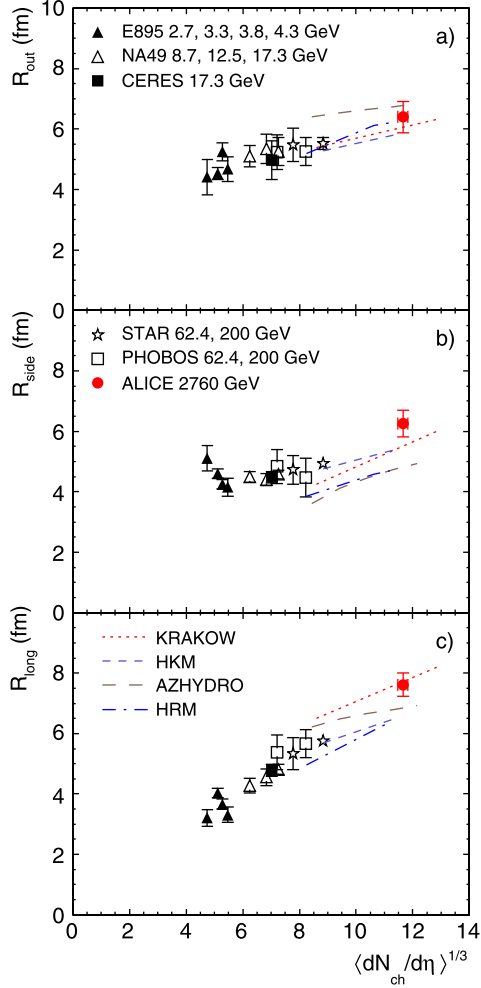 10
8
6
4
2
0
R_out (fm)
E895 2.7, 3.3, 3.8, 4.3 GeV
NA49 8.7, 12.5, 17.3 GeV
CERES 17.3 GeV
a)
8
6
4
2
0
R_side (fm)
STAR 62.4, 200 GeV
PHOBOS 62.4, 200 GeV
ALICE 2760 GeV
b)
8
6
4
2
0
R_long (fm)
KRAKOW
HKM
AZHYDRO
HRM
c)
0 2 4 6 8 10 12 14
⟨dN_ch/dη⟩^1/3